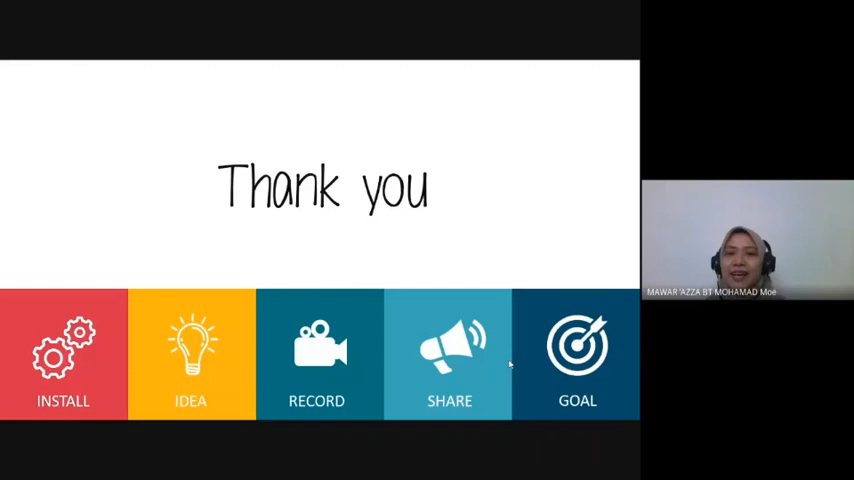 Thank you
INSTALL
IDEA
RECORD
SHARE
GOAL
MAWAR 'AZZA BT MOHAMAD Moe